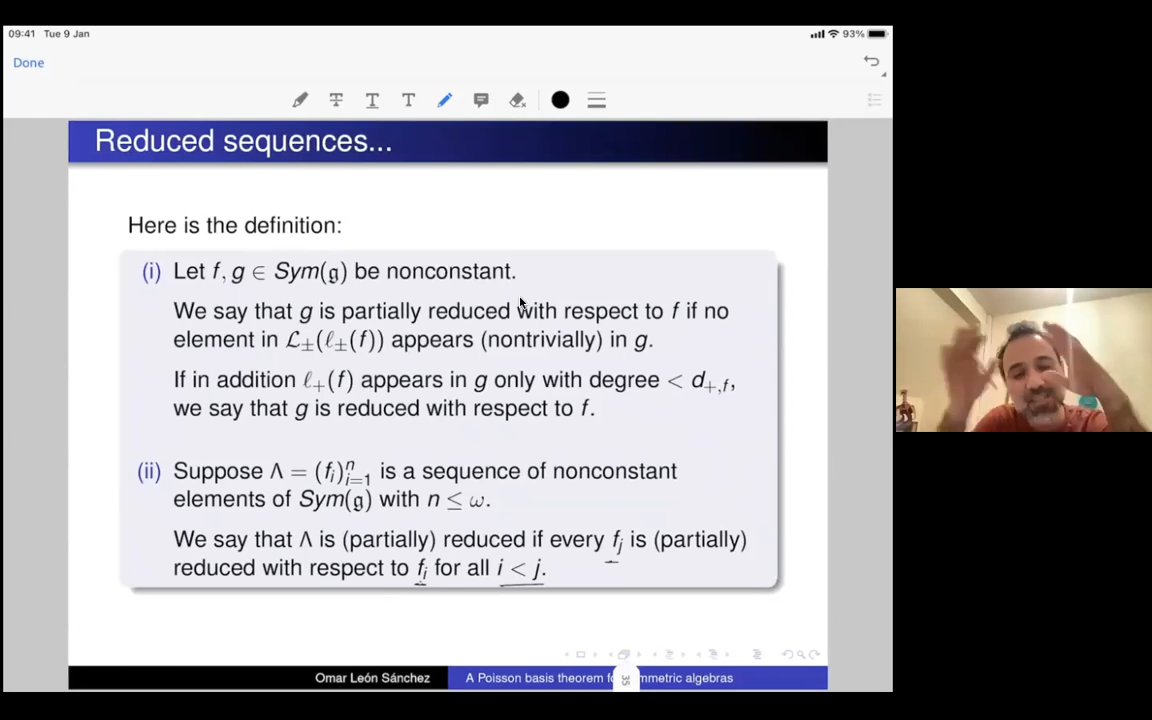 09:41 Tue 9 Jan
93%
Done
Reduced sequences...
Here is the definition:
(i) Let f, g ∈ Sym(𝔤) be nonconstant.
We say that g is partially reduced with respect to f if no
element in 𝓛±(ℓ±(f)) appears (nontrivially) in g.
If in addition ℓ₊(f) appears in g only with degree < d₊,f,
we say that g is reduced with respect to f.
(ii) Suppose Λ = (fᵢ)ⁿᵢ₌₁ is a sequence of nonconstant
elements of Sym(𝔤) with n ≤ ω.
We say that Λ is (partially) reduced if every fⱼ is (partially)
reduced with respect to fᵢ for all i < j.
Omar León Sánchez
A Poisson basis theorem fo
mmetric algebras
35